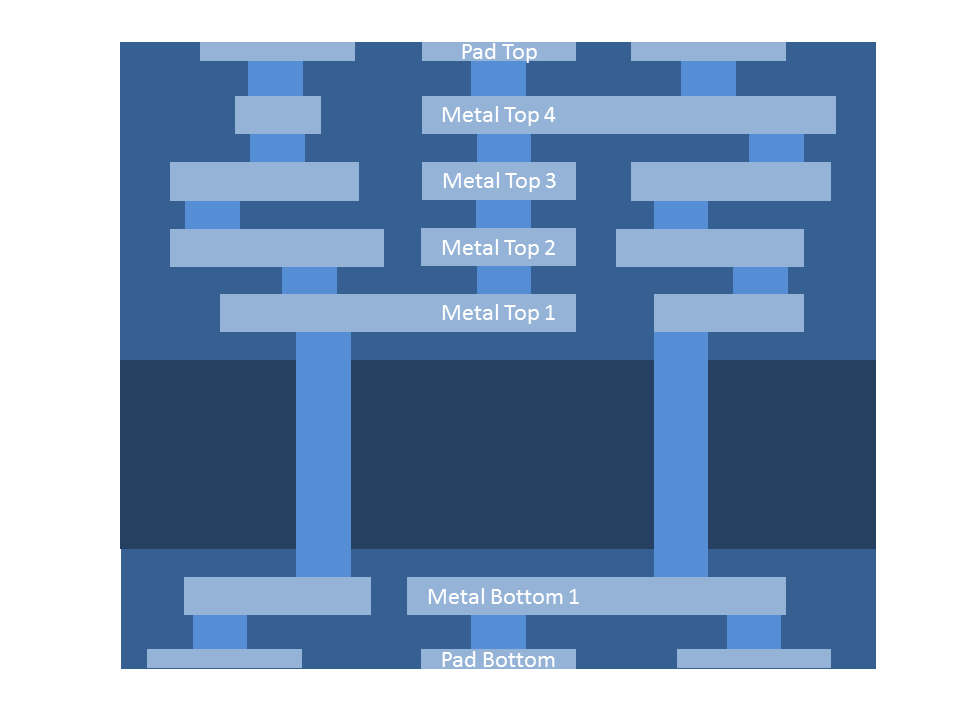 Pad Top
Metal Top 4
Metal Top 3
Metal Top 2
Metal Top 1
Metal Bottom 1
Pad Bottom